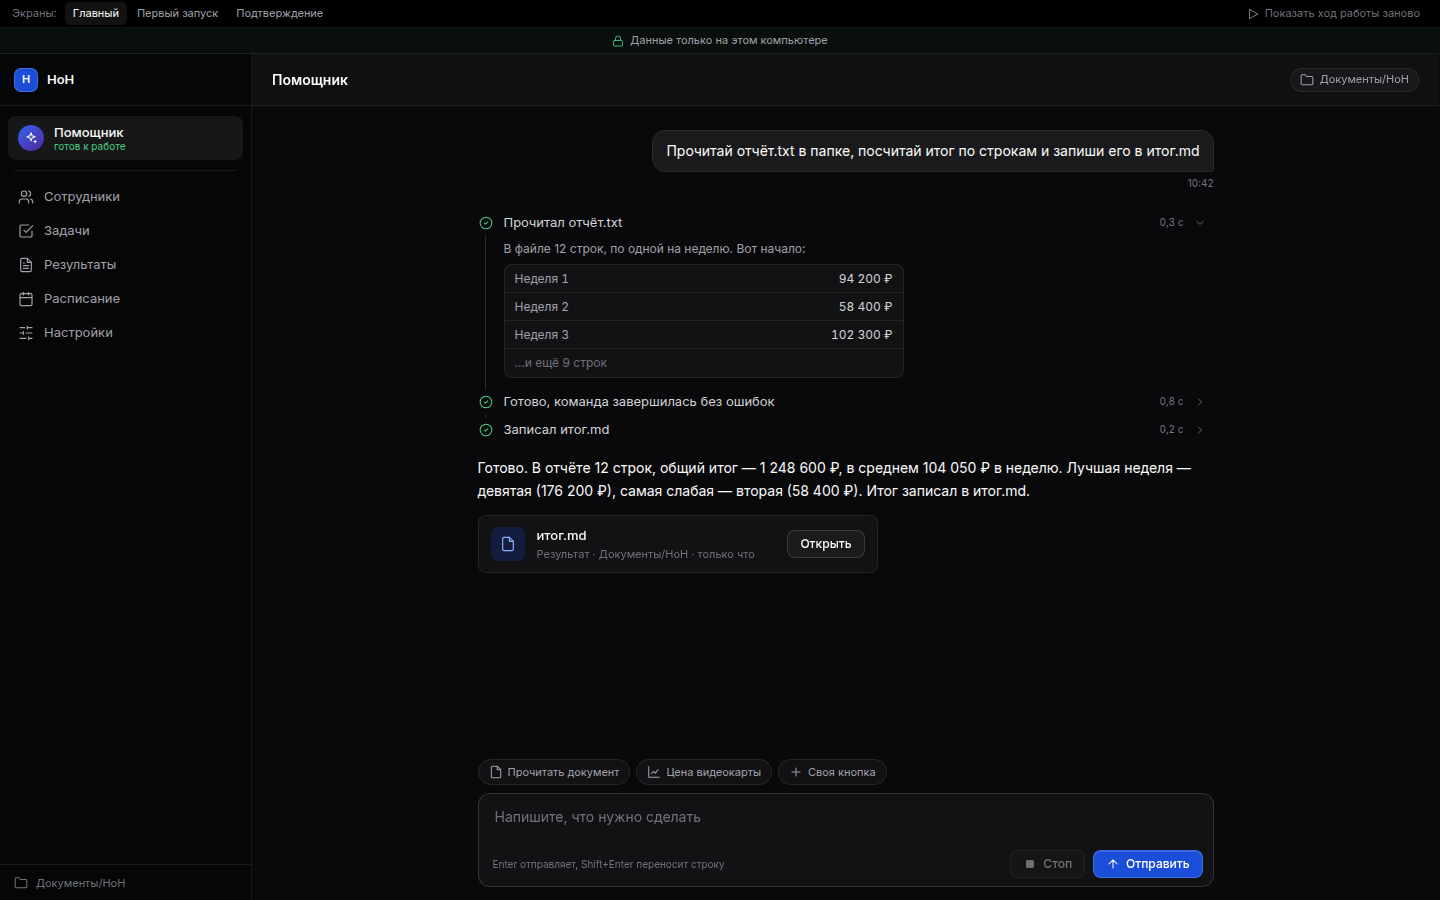 Экраны: Главный Первый запуск Подтверждение Показать ход работы заново
Данные только на этом компьютере
H HoH
Помощник
Документы/HoH
Помощник
готов к работе
Сотрудники
Задачи
Результаты
Расписание
Настройки
Документы/HoH
Прочитай отчёт.txt в папке, посчитай итог по строкам и запиши его в итог.md
10:42
Прочитал отчёт.txt 0,3 с
В файле 12 строк, по одной на неделю. Вот начало:
Неделя 1 94 200 ₽
Неделя 2 58 400 ₽
Неделя 3 102 300 ₽
…и ещё 9 строк
Готово, команда завершилась без ошибок 0,8 с
Записал итог.md 0,2 с
Готово. В отчёте 12 строк, общий итог — 1 248 600 ₽, в среднем 104 050 ₽ в неделю. Лучшая неделя —
девятая (176 200 ₽), самая слабая — вторая (58 400 ₽). Итог записал в итог.md.
итог.md
Результат · Документы/HoH · только что
Открыть
Прочитать документ Цена видеокарты Своя кнопка
Напишите, что нужно сделать
Enter отправляет, Shift+Enter переносит строку Стоп Отправить